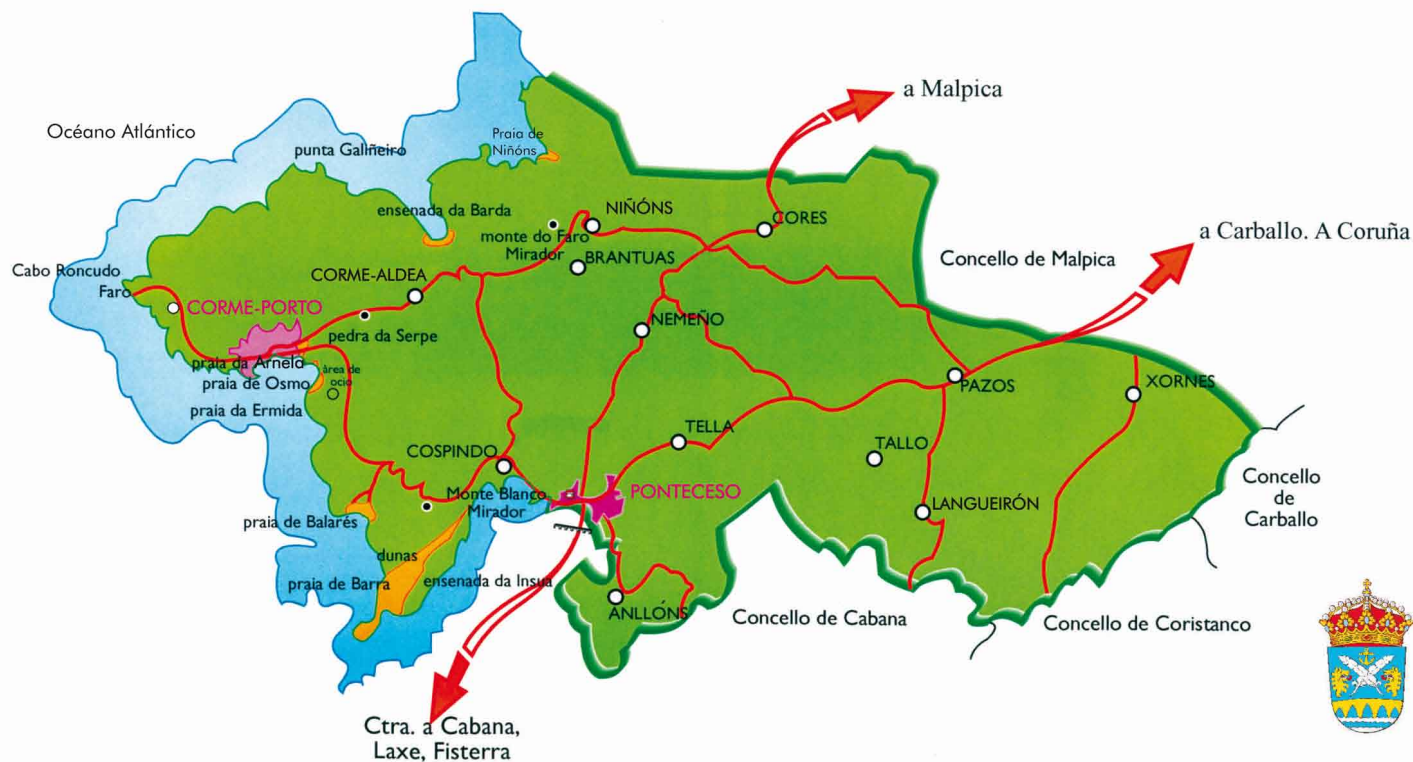 a Malpica
Océano Atlántico
Praia de
Niñóns
punta Galiñeiro
ensenada da Barda
NIÑÓNS
CORES
a Carballo. A Coruña
monte do Faro
Mirador
BRANTUAS
Concello de Malpica
Cabo Roncudo
Faro
CORME-ALDEA
CORME-PORTO
pedra da Serpe
NEMEÑO
praia da Arnela
área de
ocio
praia de Osmo
PAZOS
XORNES
praia da Ermida
TELLA
TALLO
COSPINDO
Monte Blanco
Mirador
PONTECESO
Concello
de
Carballo
LANGUEIRÓN
praia de Balarés
dunas
praia de Barra
ensenada da Insua
ANLLÓNS
Concello de Cabana
Concello de Coristanco
Ctra. a Cabana,
Laxe, Fisterra